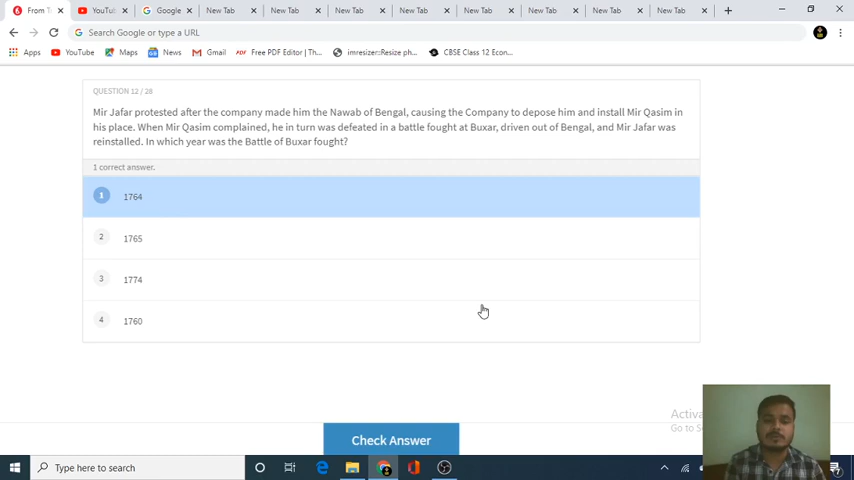 From T
YouTu
Google
New Tab
New Tab
New Tab
New Tab
New Tab
New Tab
New Tab
New Tab
Search Google or type a URL
Apps
YouTube
Maps
News
Gmail
Free PDF Editor | Th...
imresizer:Resize ph...
CBSE Class 12 Econ...
QUESTION 12 / 28
Mir Jafar protested after the company made him the Nawab of Bengal, causing the Company to depose him and install Mir Qasim in
his place. When Mir Qasim complained, he in turn was defeated in a battle fought at Buxar, driven out of Bengal, and Mir Jafar was
reinstalled. In which year was the Battle of Buxar fought?
1 correct answer.
1 1764
2 1765
3 1774
4 1760
Check Answer
Activa
Go to S
Type here to search